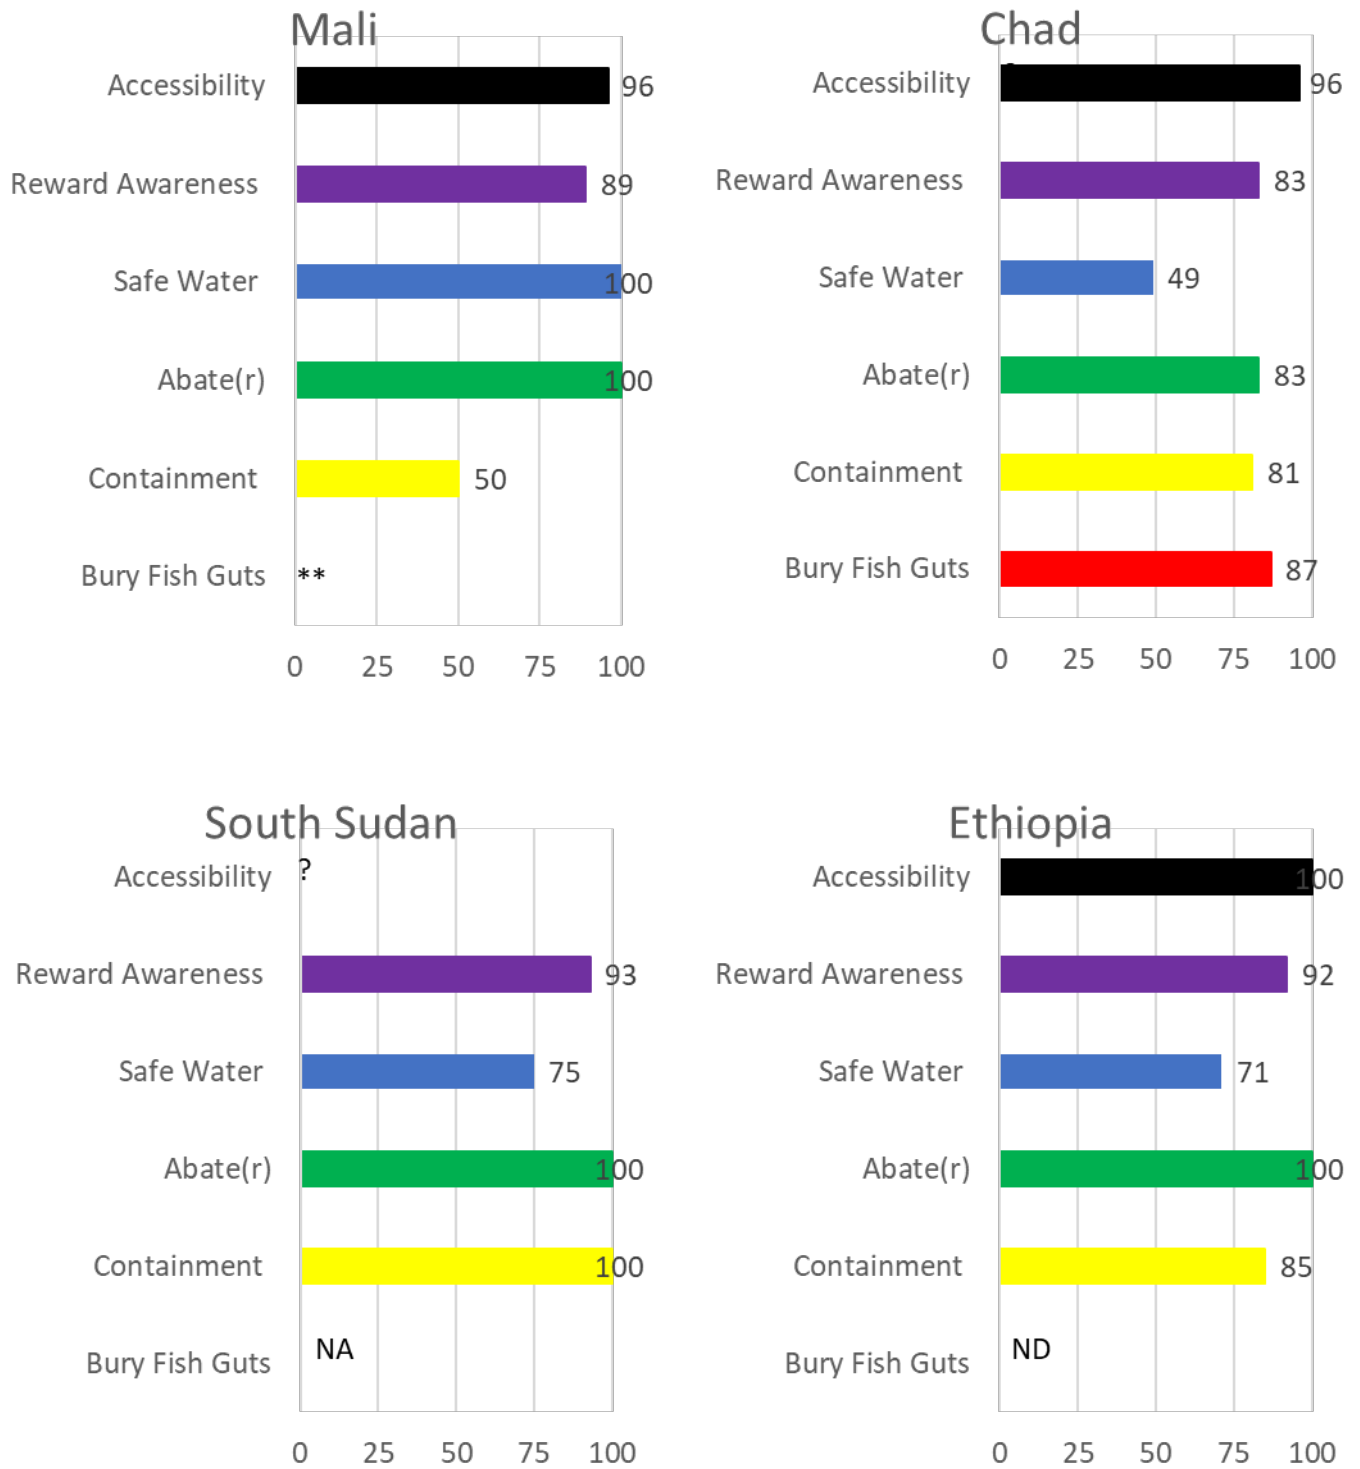 Mali
Accessibility 96
Reward Awareness 89
Safe Water 100
Abate(r) 100
Containment 50
Bury Fish Guts **
0 25 50 75 100
Chad
Accessibility 96
Reward Awareness 83
Safe Water 49
Abate(r) 83
Containment 81
Bury Fish Guts 87
0 25 50 75 100
South Sudan
Accessibility ?
Reward Awareness 93
Safe Water 75
Abate(r) 100
Containment 100
Bury Fish Guts NA
0 25 50 75 100
Ethiopia
Accessibility 100
Reward Awareness 92
Safe Water 71
Abate(r) 100
Containment 85
Bury Fish Guts ND
0 25 50 75 100